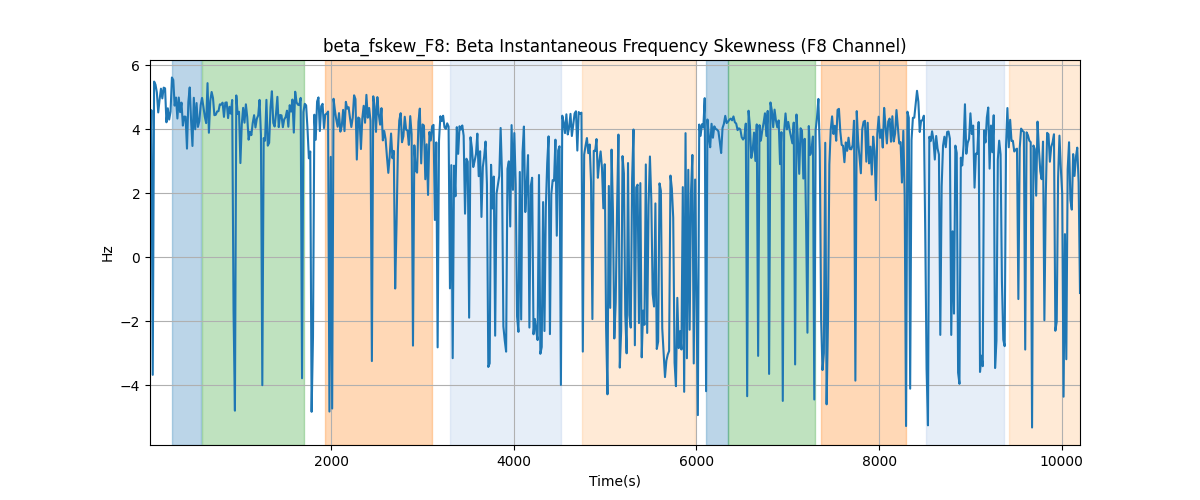 beta_fskew_F8: Beta Instantaneous Frequency Skewness (F8 Channel)
6
4
2
0
−2
−4
Hz
2000 4000 6000 8000 10000
Time(s)